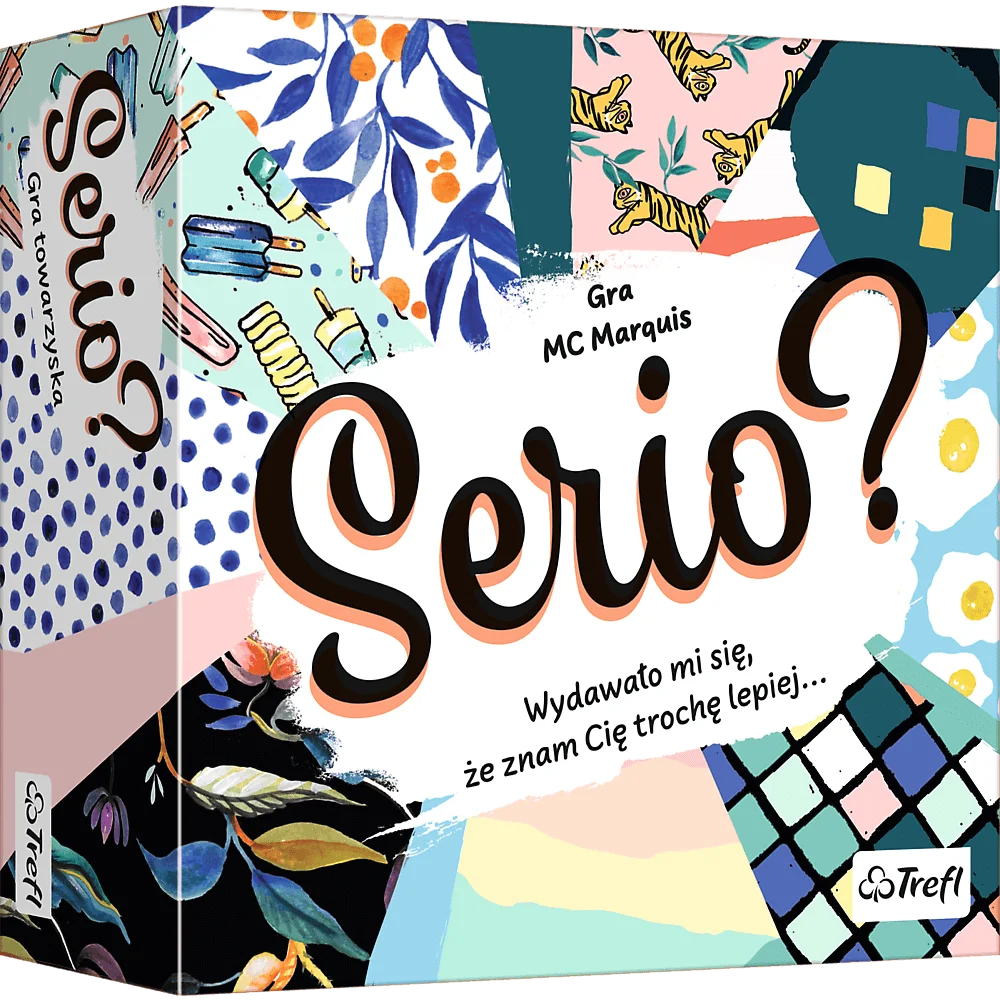 Serio?
Gra towarzyska
Trefl
Gra
MC Marquis
Serio?
Wydawało mi się,
że znam Cię trochę lepiej...
Trefl